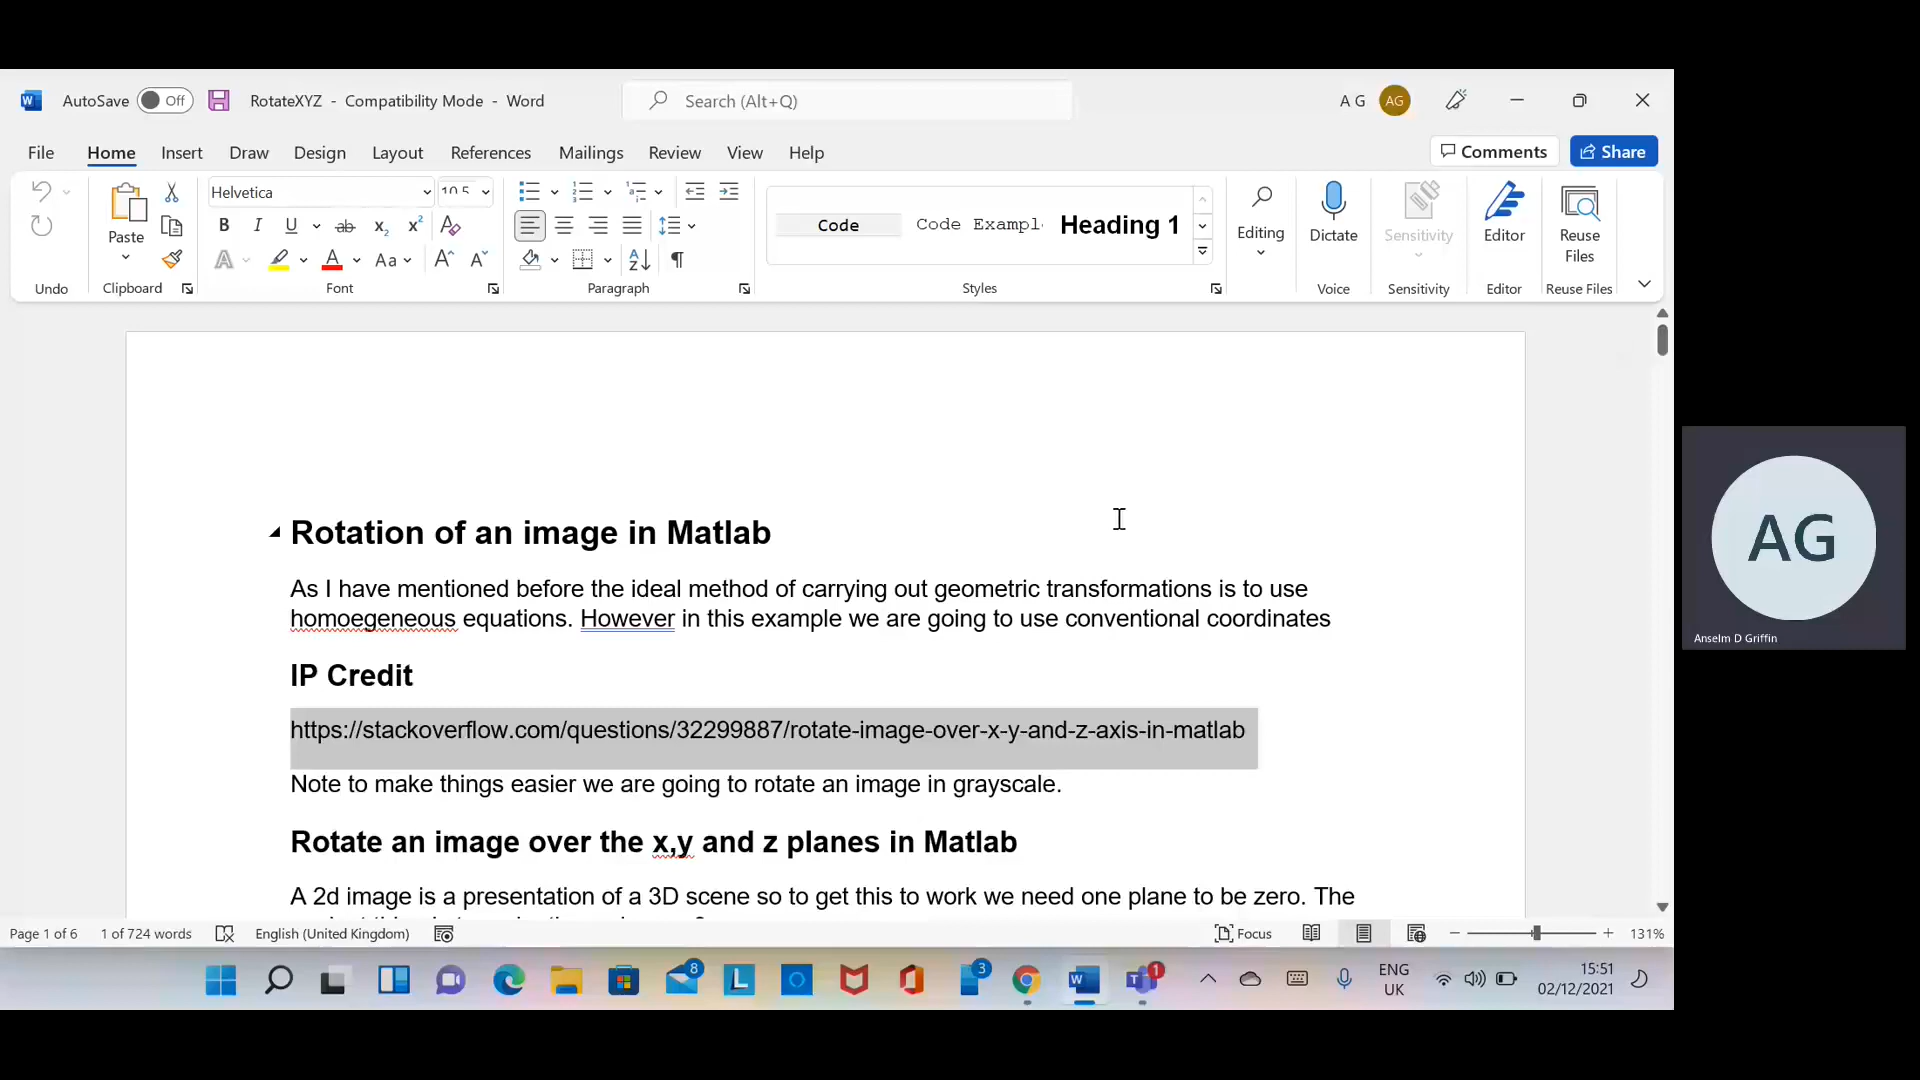 AutoSave Off RotateXYZ - Compatibility Mode - Word Search (Alt+Q) A G AG
File Home Insert Draw Design Layout References Mailings Review View Help Comments Share
Helvetica 10.5
Paste
Code Code Exampl Heading 1
Editing Dictate Sensitivity Editor Reuse Files
Undo Clipboard Font Paragraph Styles Voice Sensitivity Editor Reuse Files
Rotation of an image in Matlab
As I have mentioned before the ideal method of carrying out geometric transformations is to use
homoegeneous equations. However in this example we are going to use conventional coordinates
IP Credit
https://stackoverflow.com/questions/32299887/rotate-image-over-x-y-and-z-axis-in-matlab
Note to make things easier we are going to rotate an image in grayscale.
Rotate an image over the x,y and z planes in Matlab
A 2d image is a presentation of a 3D scene so to get this to work we need one plane to be zero. The
Page 1 of 6 1 of 724 words English (United Kingdom) Focus 131%
8 3 1 ENG UK 15:51 02/12/2021
AG
Anselm D Griffin